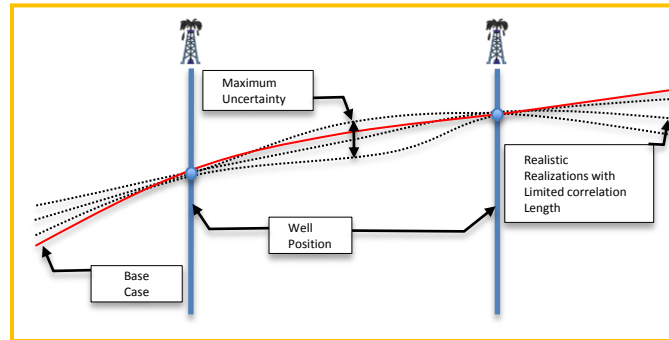 Maximum
Uncertainty
Realistic
Realizations with
Limited correlation
Length
Well
Position
Base
Case